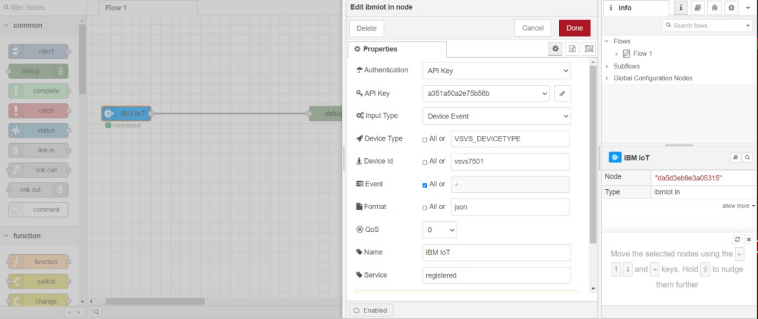 filter nodes
Flow 1
common
inject
debug
complete
catch
status
link in
link call
link out
comment
function
function
switch
change
IBM IoT
connected
debug
Edit ibmiot in node
Delete
Cancel
Done
Properties
Authentication
API Key
API Key
a351a50a2e75b56b
Input Type
Device Event
Device Type
All or
VSVS_DEVICETYPE
Device Id
All or
vsvs7501
Event
All or
+
Format
All or
json
QoS
0
Name
IBM IoT
Service
registered
Enabled
info
Search flows
Flows
Flow 1
Subflows
Global Configuration Nodes
IBM IoT
Node
"da5d3eb9e3a05315"
Type
ibmiot in
show more
Move the selected nodes using the ←
↑ ↓ and → keys. Hold ⇧ to nudge
them further